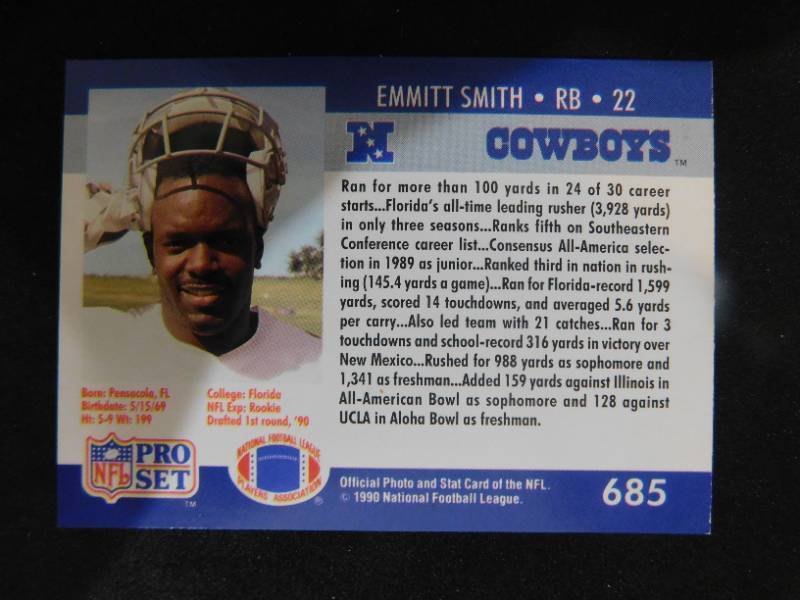 EMMITT SMITH • RB • 22
N
COWBOYS™
Ran for more than 100 yards in 24 of 30 career
starts...Florida's all-time leading rusher (3,928 yards)
in only three seasons...Ranks fifth on Southeastern
Conference career list...Consensus All-America selec-
tion in 1989 as junior...Ranked third in nation in rush-
ing (145.4 yards a game)...Ran for Florida-record 1,599
yards, scored 14 touchdowns, and averaged 5.6 yards
per carry...Also led team with 21 catches...Ran for 3
touchdowns and school-record 316 yards in victory over
New Mexico...Rushed for 988 yards as sophomore and
1,341 as freshman...Added 159 yards against Illinois in
All-American Bowl as sophomore and 128 against
UCLA in Aloha Bowl as freshman.
Born: Pensacola, FL
Birthdate: 5/15/69
Ht: 5-9 Wt: 199
College: Florida
NFL Exp: Rookie
Drafted 1st round, '90
NFL PRO
SET™
NATIONAL FOOTBALL LEAGUE
PLAYERS ASSOCIATION®
Official Photo and Stat Card of the NFL.
© 1990 National Football League.
685